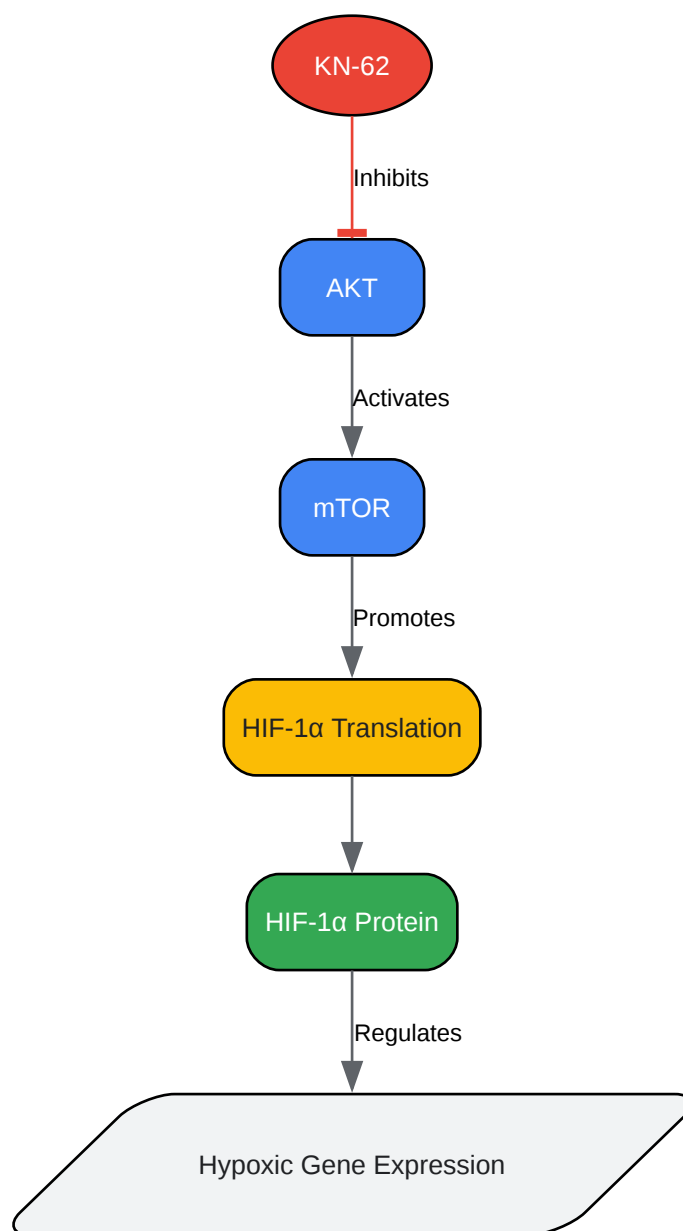 KN-62
Inhibits
AKT
Activates
mTOR
Promotes
HIF-1α Translation
HIF-1α Protein
Regulates
Hypoxic Gene Expression